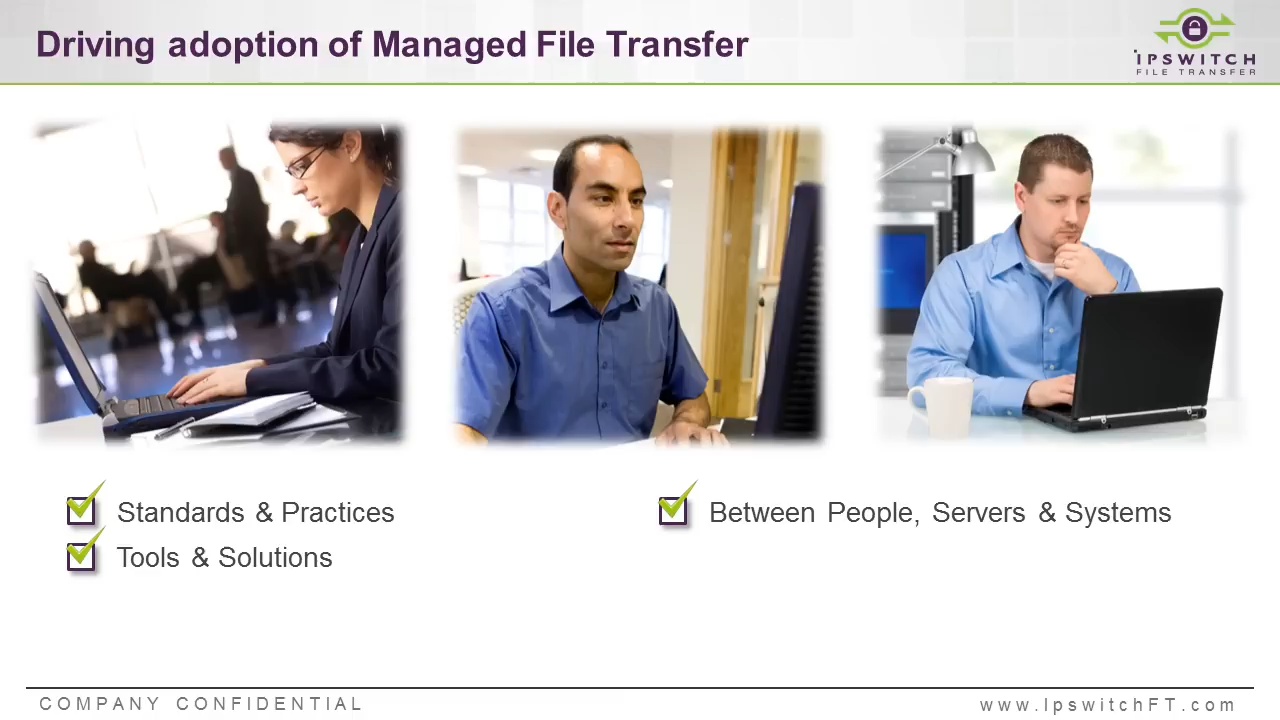 Driving adoption of Managed File Transfer
IPSWITCH
FILE TRANSFER
Standards & Practices
Tools & Solutions
Between People, Servers & Systems
COMPANY CONFIDENTIAL
www.IpswitchFT.com